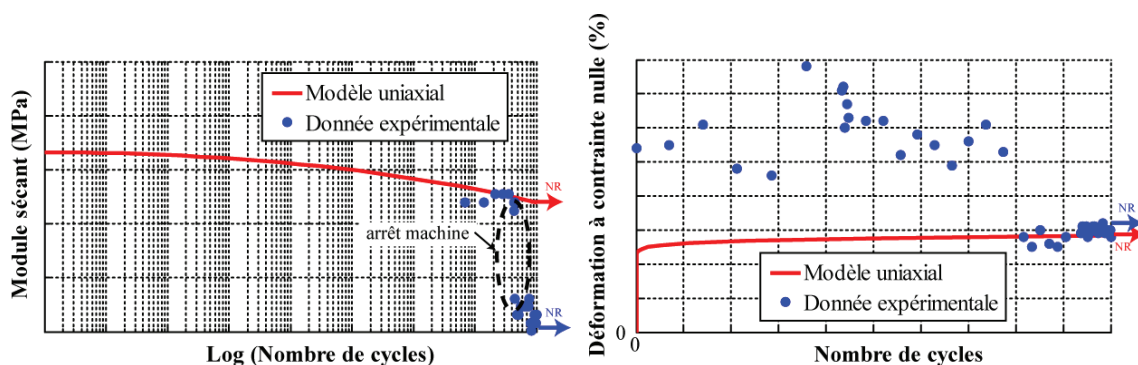 Module sécant (MPa)
Modèle uniaxial
Donnée expérimentale
NR
arrêt machine
NR
Log (Nombre de cycles)
Déformation à contrainte nulle (%)
NR
NR
Modèle uniaxial
Donnée expérimentale
0
0
Nombre de cycles